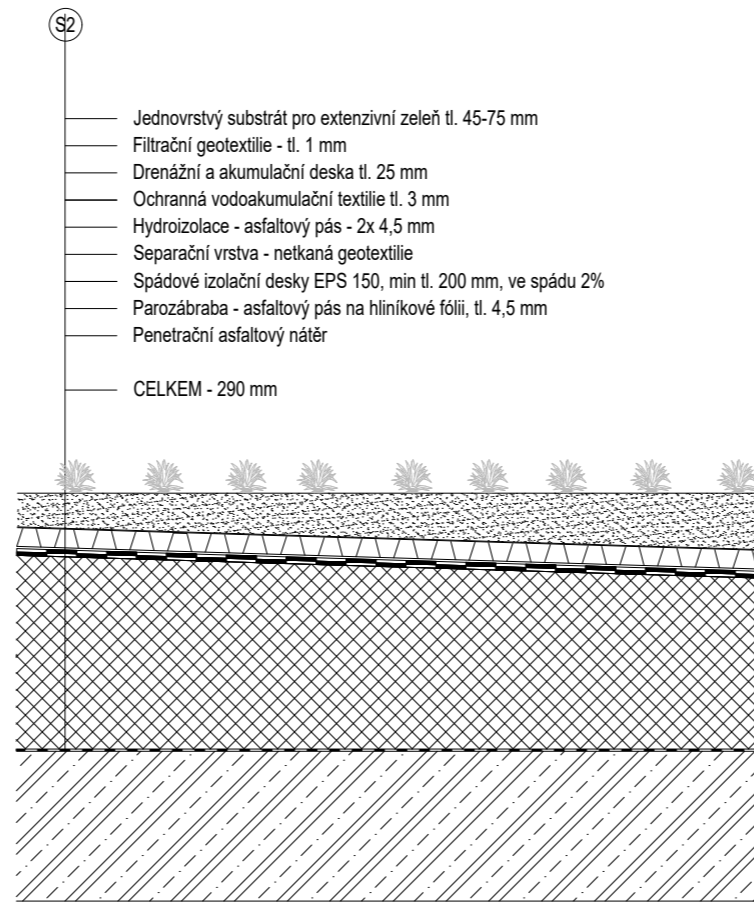 S2
Jednovrstvý substrát pro extenzivní zeleň tl. 45-75 mm
Filtrační geotextilie - tl. 1 mm
Drenážní a akumulační deska tl. 25 mm
Ochranná vodoakumulační textilie tl. 3 mm
Hydroizolace - asfaltový pás - 2x 4,5 mm
Separační vrstva - netkaná geotextilie
Spádové izolační desky EPS 150, min tl. 200 mm, ve spádu 2%
Parozábraba - asfaltový pás na hliníkové fólii, tl. 4,5 mm
Penetrační asfaltový nátěr
CELKEM - 290 mm